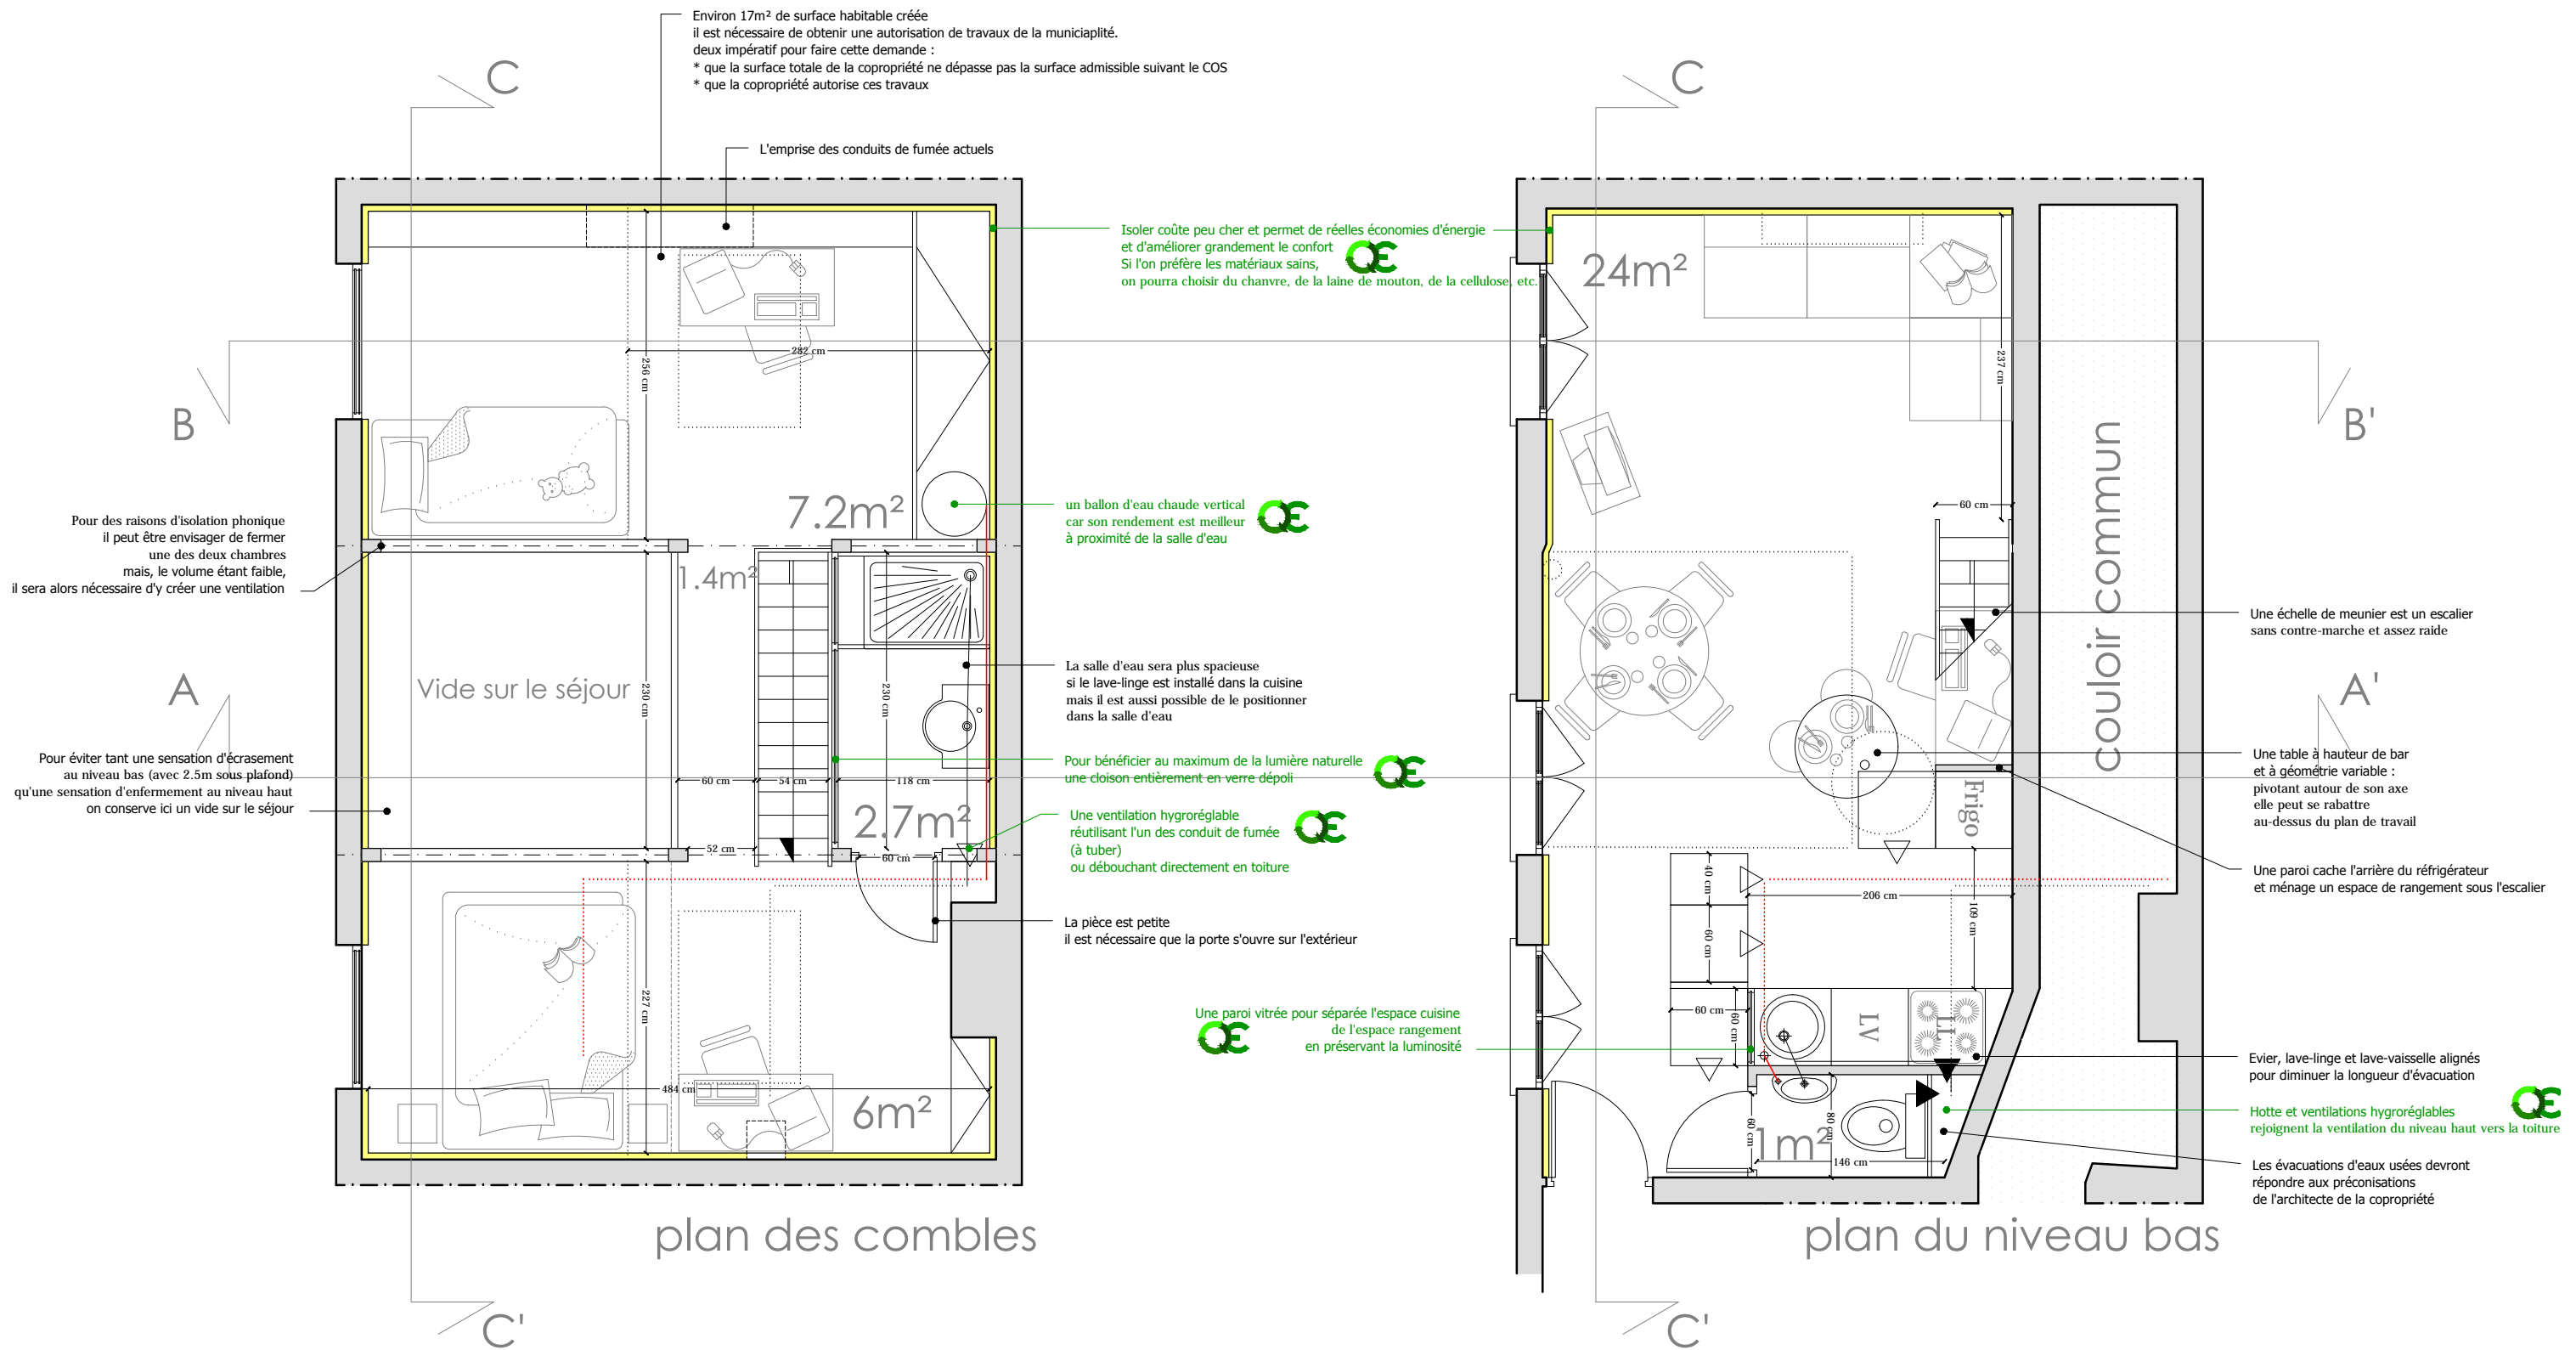 Environ 17m² de surface habitable créée
il est nécessaire de obtenir une autorisation de travaux de la municiaplité.
deux impératif pour faire cette demande :
* que la surface totale de la copropriété ne dépasse pas la surface admissible suivant le COS
* que la copropriété autorise ces travaux
C
C
L'emprise des conduits de fumée actuels
Isoler coûte peu cher et permet de réelles économies d'énergie
et d'améliorer grandement le confort
Si l'on préfère les matériaux sains,
on pourra choisir du chanvre, de la laine de mouton, de la cellulose, etc.
QE
24m²
282 cm
256 cm
237 cm
B
B'
7.2m²
un ballon d'eau chaude vertical
car son rendement est meilleur
à proximité de la salle d'eau
QE
60 cm
couloir commun
Pour des raisons d'isolation phonique
il peut être envisager de fermer
une des deux chambres
mais, le volume étant faible,
il sera alors nécessaire d'y créer une ventilation
1.4m²
Une échelle de meunier est un escalier
sans contre-marche et assez raide
A
Vide sur le séjour
230 cm
230 cm
La salle d'eau sera plus spacieuse
si le lave-linge est installé dans la cuisine
mais il est aussi possible de le positionner
dans la salle d'eau
A'
Pour éviter tant une sensation d'écrasement
au niveau bas (avec 2.5m sous plafond)
qu'une sensation d'enfermement au niveau haut
on conserve ici un vide sur le séjour
60 cm
54 cm
118 cm
Pour bénéficier au maximum de la lumière naturelle
une cloison entièrement en verre dépoli
QE
Une table à hauteur de bar
et à géométrie variable :
pivotant autour de son axe
elle peut se rabattre
au-dessus du plan de travail
Frigo
2.7m²
52 cm
60 cm
Une ventilation hygroréglable
réutilisant l'un des conduit de fumée
(à tuber)
ou débouchant directement en toiture
QE
40 cm
206 cm
109 cm
60 cm
Une paroi cache l'arrière du réfrigérateur
et ménage un espace de rangement sous l'escalier
La pièce est petite
il est nécessaire que la porte s'ouvre sur l'extérieur
227 cm
Une paroi vitrée pour séparée l'espace cuisine
de l'espace rangement
en préservant la luminosité
QE
60 cm
60 cm
LV
LL
Evier, lave-linge et lave-vaisselle alignés
pour diminuer la longueur d'évacuation
484 cm
6m²
60 cm
80 cm
1m²
146 cm
Hotte et ventilations hygroréglables
rejoignent la ventilation du niveau haut vers la toiture
QE
Les évacuations d'eaux usées devront
répondre aux préconisations
de l'architecte de la copropriété
plan des combles
plan du niveau bas
C'
C'